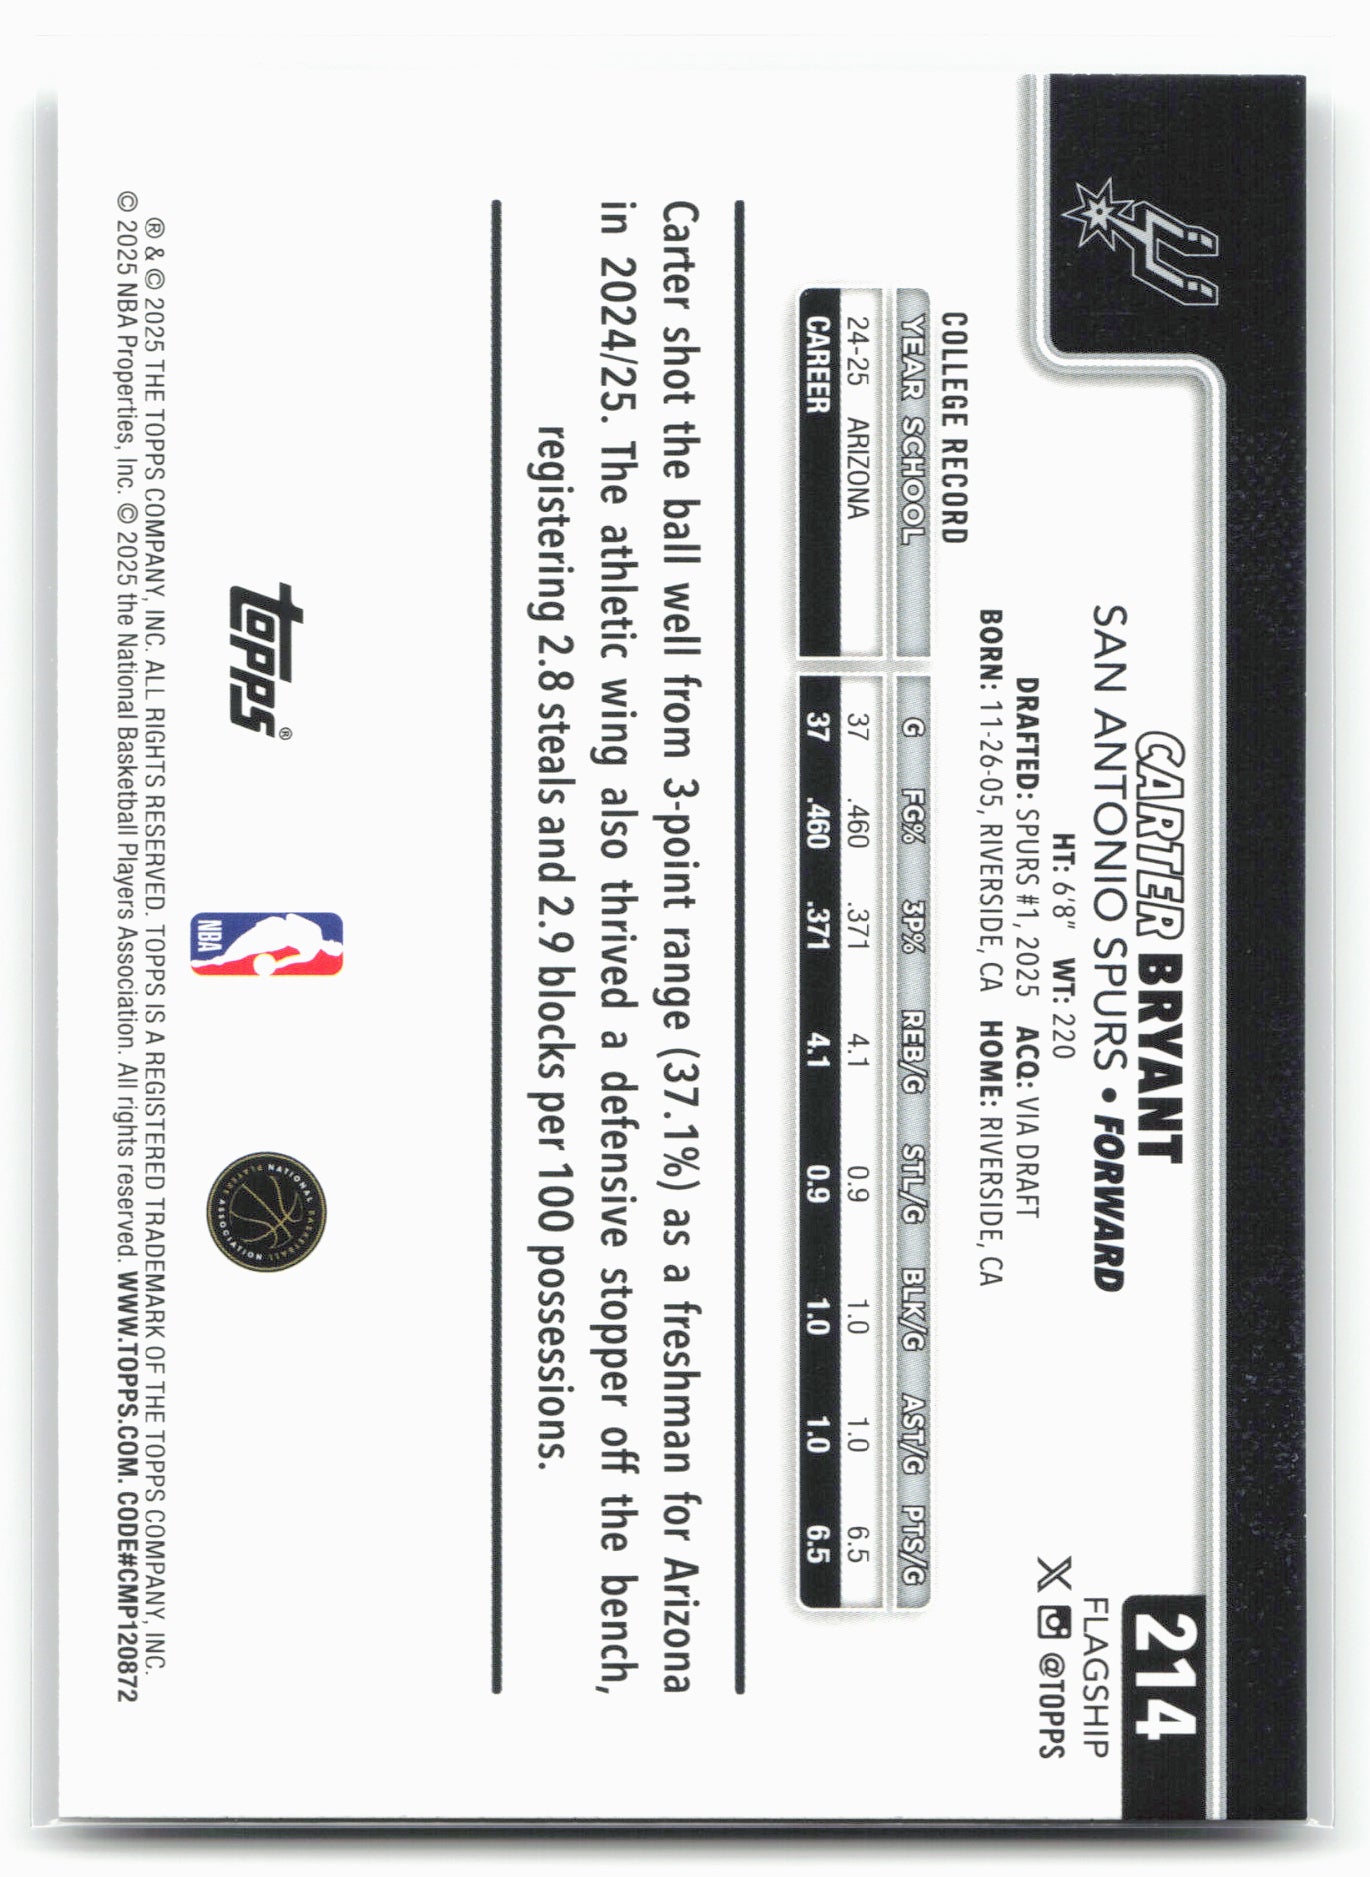 214
FLAGSHIP
X @TOPPS
CARTER BRYANT
SAN ANTONIO SPURS • FORWARD
HT: 6'8" WT: 220
DRAFTED: SPURS #1, 2025 ACQ: VIA DRAFT
BORN: 11-26-05, RIVERSIDE, CA HOME: RIVERSIDE, CA
COLLEGE RECORD
YEAR SCHOOL G FG% 3P% REB/G STL/G BLK/G AST/G PTS/G
24-25 ARIZONA 37 .460 .371 4.1 0.9 1.0 1.0 6.5
CAREER 37 .460 .371 4.1 0.9 1.0 1.0 6.5
Carter shot the ball well from 3-point range (37.1%) as a freshman for Arizona
in 2024/25. The athletic wing also thrived a defensive stopper off the bench,
registering 2.8 steals and 2.9 blocks per 100 possessions.
topps®
NBA
NATIONAL BASKETBALL PLAYERS ASSOCIATION
® & © 2025 THE TOPPS COMPANY, INC. ALL RIGHTS RESERVED. TOPPS IS A REGISTERED TRADEMARK OF THE TOPPS COMPANY, INC.
© 2025 NBA Properties, Inc. © 2025 the National Basketball Players Association. All rights reserved. WWW.TOPPS.COM. CODE#CMP120872